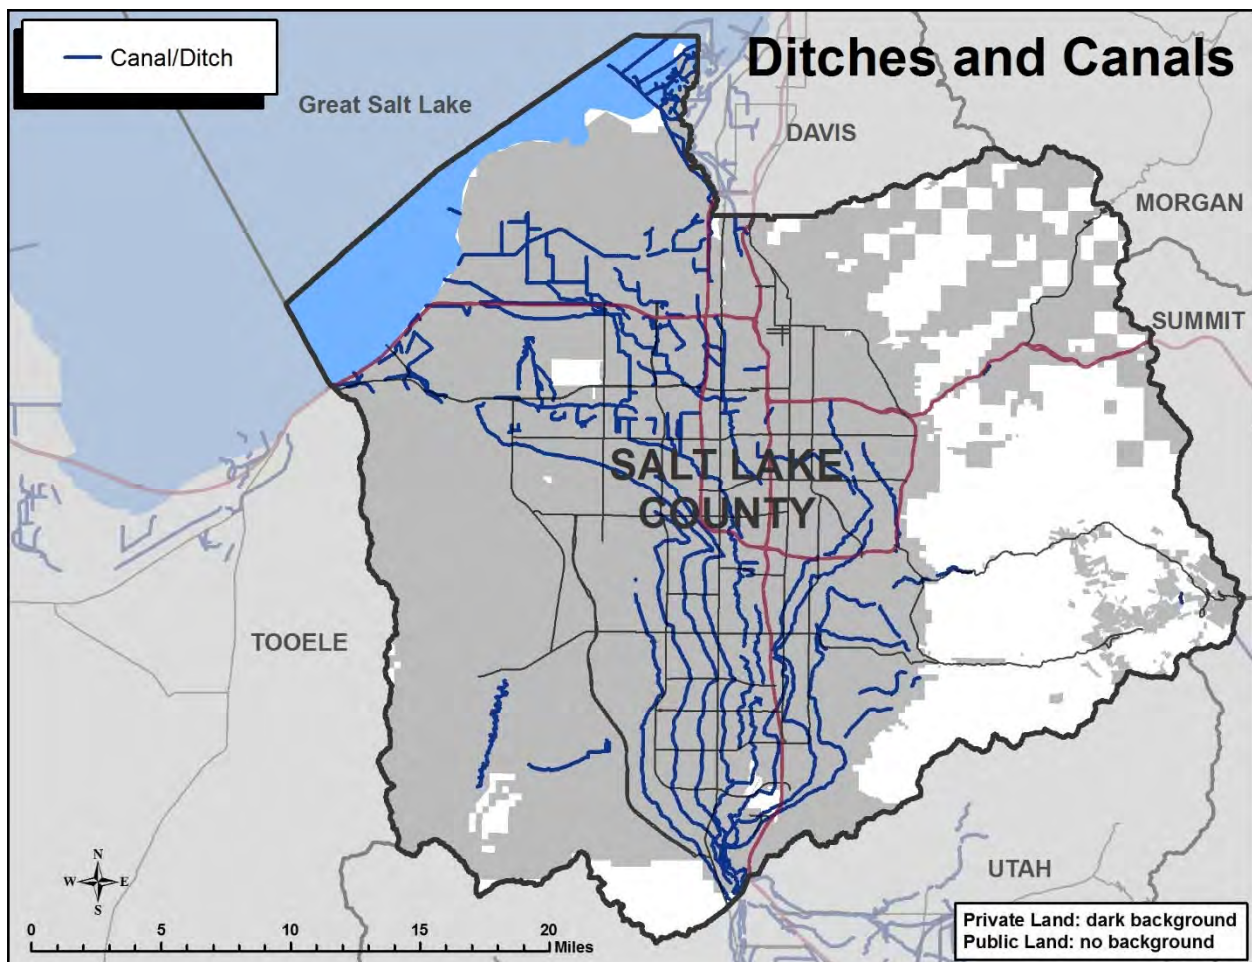 Canal/Ditch
Ditches and Canals
Great Salt Lake
DAVIS
MORGAN
SUMMIT
SALT LAKE
COUNTY
TOOELE
UTAH
N
W E
S
0 5 10 15 20
Miles
Private Land: dark background
Public Land: no background